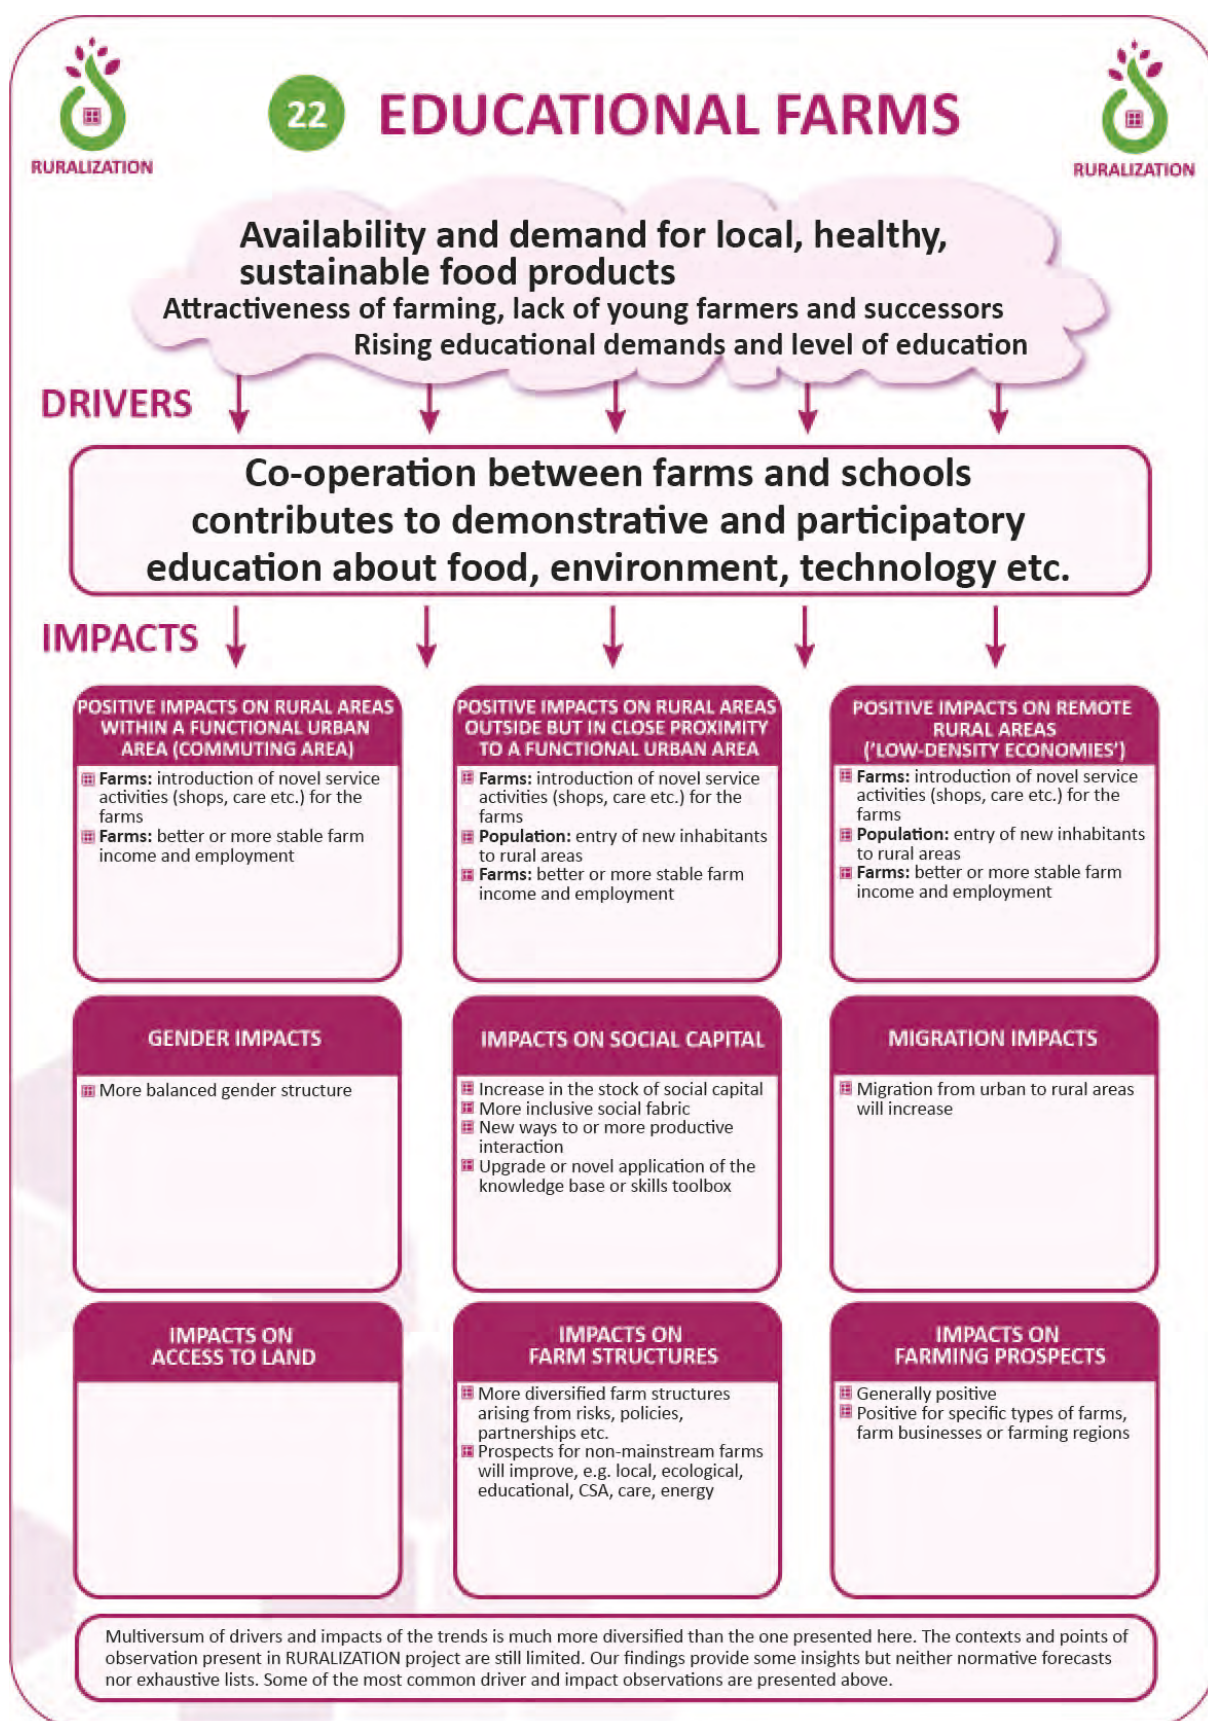 RURALIZATION
22 EDUCATIONAL FARMS
RURALIZATION
Availability and demand for local, healthy,
sustainable food products
Attractiveness of farming, lack of young farmers and successors
Rising educational demands and level of education
DRIVERS
Co-operation between farms and schools
contributes to demonstrative and participatory
education about food, environment, technology etc.
IMPACTS
POSITIVE IMPACTS ON RURAL AREAS
WITHIN A FUNCTIONAL URBAN
AREA (COMMUTING AREA)
Farms: introduction of novel service
activities (shops, care etc.) for the
farms
Farms: better or more stable farm
income and employment
POSITIVE IMPACTS ON RURAL AREAS
OUTSIDE BUT IN CLOSE PROXIMITY
TO A FUNCTIONAL URBAN AREA
Farms: introduction of novel service
activities (shops, care etc.) for the
farms
Population: entry of new inhabitants
to rural areas
Farms: better or more stable farm
income and employment
POSITIVE IMPACTS ON REMOTE
RURAL AREAS
('LOW-DENSITY ECONOMIES')
Farms: introduction of novel service
activities (shops, care etc.) for the
farms
Population: entry of new inhabitants
to rural areas
Farms: better or more stable farm
income and employment
GENDER IMPACTS
More balanced gender structure
IMPACTS ON SOCIAL CAPITAL
Increase in the stock of social capital
More inclusive social fabric
New ways to or more productive
interaction
Upgrade or novel application of the
knowledge base or skills toolbox
MIGRATION IMPACTS
Migration from urban to rural areas
will increase
IMPACTS ON
ACCESS TO LAND
IMPACTS ON
FARM STRUCTURES
More diversified farm structures
arising from risks, policies,
partnerships etc.
Prospects for non-mainstream farms
will improve, e.g. local, ecological,
educational, CSA, care, energy
IMPACTS ON
FARMING PROSPECTS
Generally positive
Positive for specific types of farms,
farm businesses or farming regions
Multiversum of drivers and impacts of the trends is much more diversified than the one presented here. The contexts and points of
observation present in RURALIZATION project are still limited. Our findings provide some insights but neither normative forecasts
nor exhaustive lists. Some of the most common driver and impact observations are presented above.